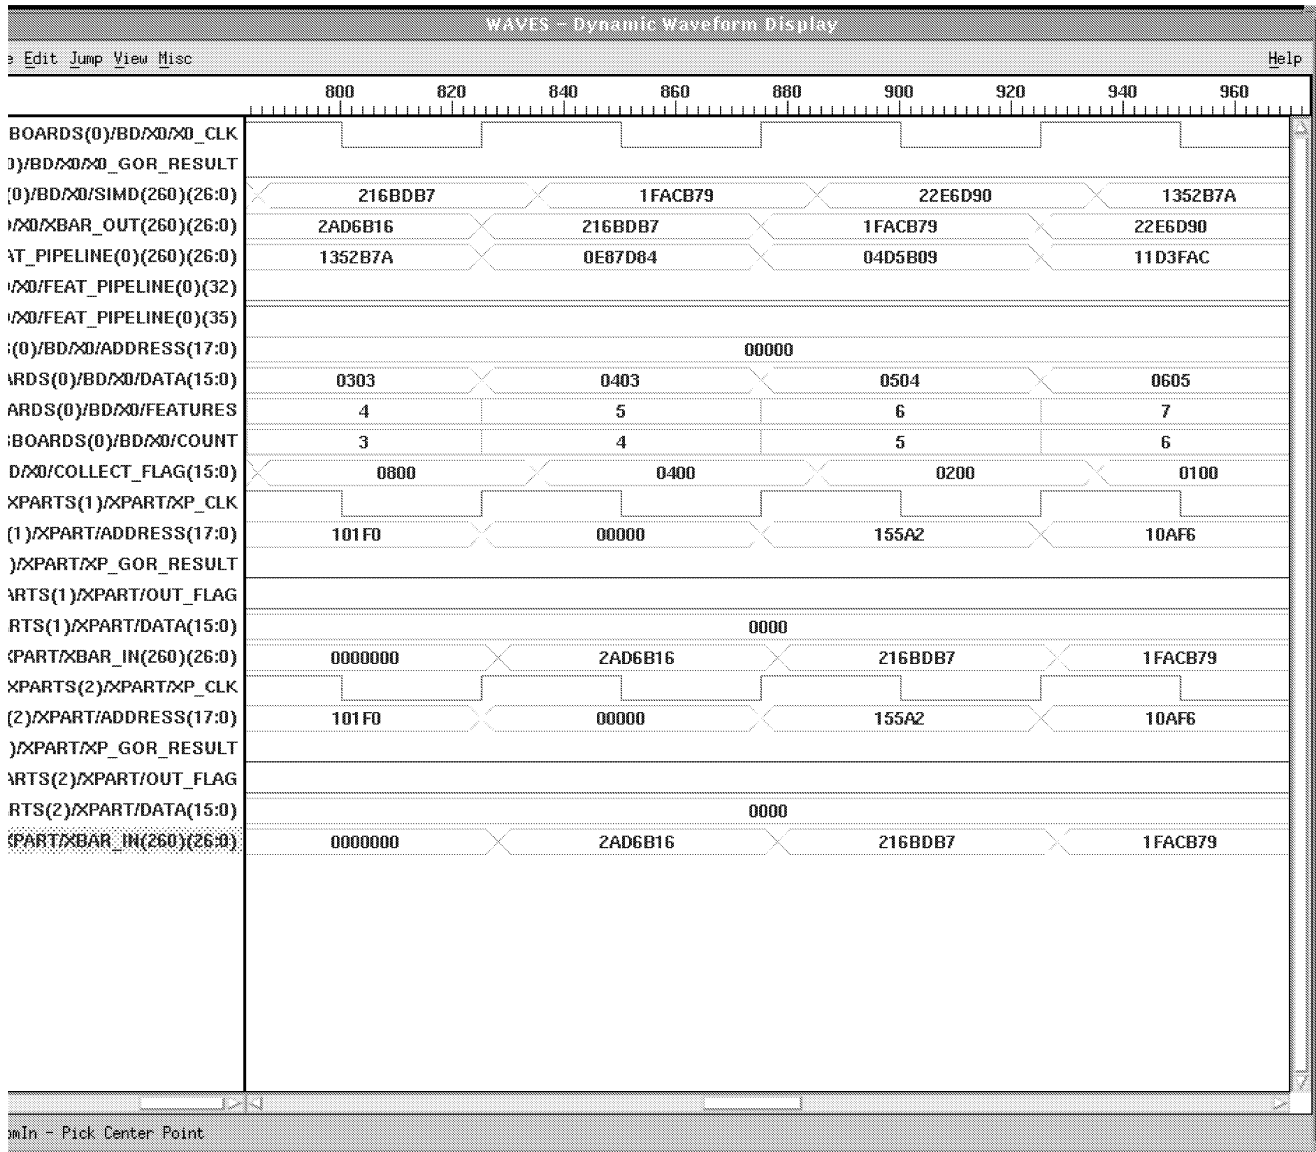 WAVES - Dynamic Waveform Display
e Edit Jump View Misc Help
800 820 840 860 880 900 920 940 960
BOARDS(0)/BD/X0/X0_CLK
0)/BD/X0/X0_GOR_RESULT
(0)/BD/X0/SIMD(260)(26:0) 216BDB7 1FACB79 22E6D90 1352B7A
/X0/XBAR_OUT(260)(26:0) 2AD6B16 216BDB7 1FACB79 22E6D90
AT_PIPELINE(0)(260)(26:0) 1352B7A 0E87D84 04D5B09 11D3FAC
/X0/FEAT_PIPELINE(0)(32)
/X0/FEAT_PIPELINE(0)(35)
(0)/BD/X0/ADDRESS(17:0) 00000
ARDS(0)/BD/X0/DATA(15:0) 0303 0403 0504 0605
ARDS(0)/BD/X0/FEATURES 4 5 6 7
BOARDS(0)/BD/X0/COUNT 3 4 5 6
D/X0/COLLECT_FLAG(15:0) 0800 0400 0200 0100
XPARTS(1)/XPART/XP_CLK
(1)/XPART/ADDRESS(17:0) 101F0 00000 155A2 10AF6
)/XPART/XP_GOR_RESULT
ARTS(1)/XPART/OUT_FLAG
RTS(1)/XPART/DATA(15:0) 0000
XPART/XBAR_IN(260)(26:0) 0000000 2AD6B16 216BDB7 1FACB79
XPARTS(2)/XPART/XP_CLK
(2)/XPART/ADDRESS(17:0) 101F0 00000 155A2 10AF6
)/XPART/XP_GOR_RESULT
ARTS(2)/XPART/OUT_FLAG
RTS(2)/XPART/DATA(15:0) 0000
XPART/XBAR_IN(260)(26:0) 0000000 2AD6B16 216BDB7 1FACB79
omIn - Pick Center Point